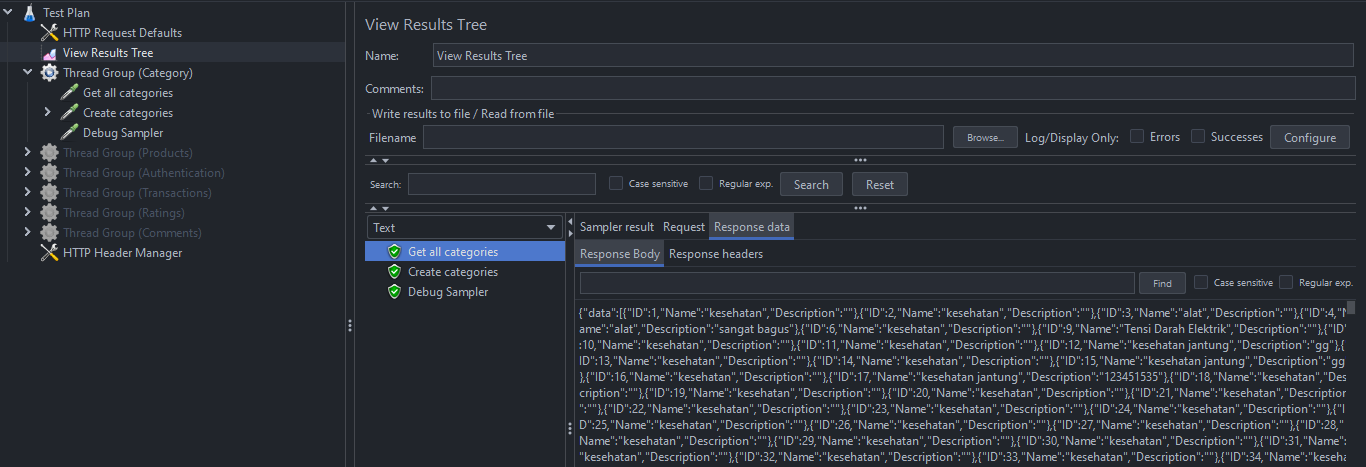 Test Plan
HTTP Request Defaults
View Results Tree
Thread Group (Category)
Get all categories
Create categories
Debug Sampler
Thread Group (Products)
Thread Group (Authentication)
Thread Group (Transactions)
Thread Group (Ratings)
Thread Group (Comments)
HTTP Header Manager
View Results Tree
Name: View Results Tree
Comments:
Write results to file / Read from file
Filename Browse... Log/Display Only: Errors Successes Configure
Search: Case sensitive Regular exp. Search Reset
Text
Get all categories
Create categories
Debug Sampler
Sampler result Request Response data
Response Body Response headers
Find Case sensitive Regular exp.
{"data":[{"ID":1,"Name":"kesehatan","Description":""},{"ID":2,"Name":"kesehatan","Description":""},{"ID":3,"Name":"alat","Description":""},{"ID":4,"N
ame":"alat","Description":"sangat bagus"},{"ID":6,"Name":"kesehatan","Description":""},{"ID":9,"Name":"Tensi Darah Elektrik","Description":""},{"ID"
:10,"Name":"kesehatan","Description":""},{"ID":11,"Name":"kesehatan","Description":""},{"ID":12,"Name":"kesehatan jantung","Description":"gg"}
ID":13,"Name":"kesehatan","Description":""},{"ID":14,"Name":"kesehatan","Description":""},{"ID":15,"Name":"kesehatan jantung","Description":"gg
},{"ID":16,"Name":"kesehatan","Description":""},{"ID":17,"Name":"kesehatan jantung","Description":"123451535"},{"ID":18,"Name":"kesehatan","Des
cription":""},{"ID":19,"Name":"kesehatan","Description":""},{"ID":20,"Name":"kesehatan","Description":""},{"ID":21,"Name":"kesehatan","Description
":""},{"ID":22,"Name":"kesehatan","Description":""},{"ID":23,"Name":"kesehatan","Description":""},{"ID":24,"Name":"kesehatan","Description":""},{"I
D":25,"Name":"kesehatan","Description":""},{"ID":26,"Name":"kesehatan","Description":""},{"ID":27,"Name":"kesehatan","Description":""},{"ID":28,"
Name":"kesehatan","Description":""},{"ID":29,"Name":"kesehatan","Description":""},{"ID":30,"Name":"kesehatan","Description":""},{"ID":31,"Name":
"kesehatan","Description":""},{"ID":32,"Name":"kesehatan","Description":""},{"ID":33,"Name":"kesehatan","Description":""},{"ID":34,"Name":"keseha